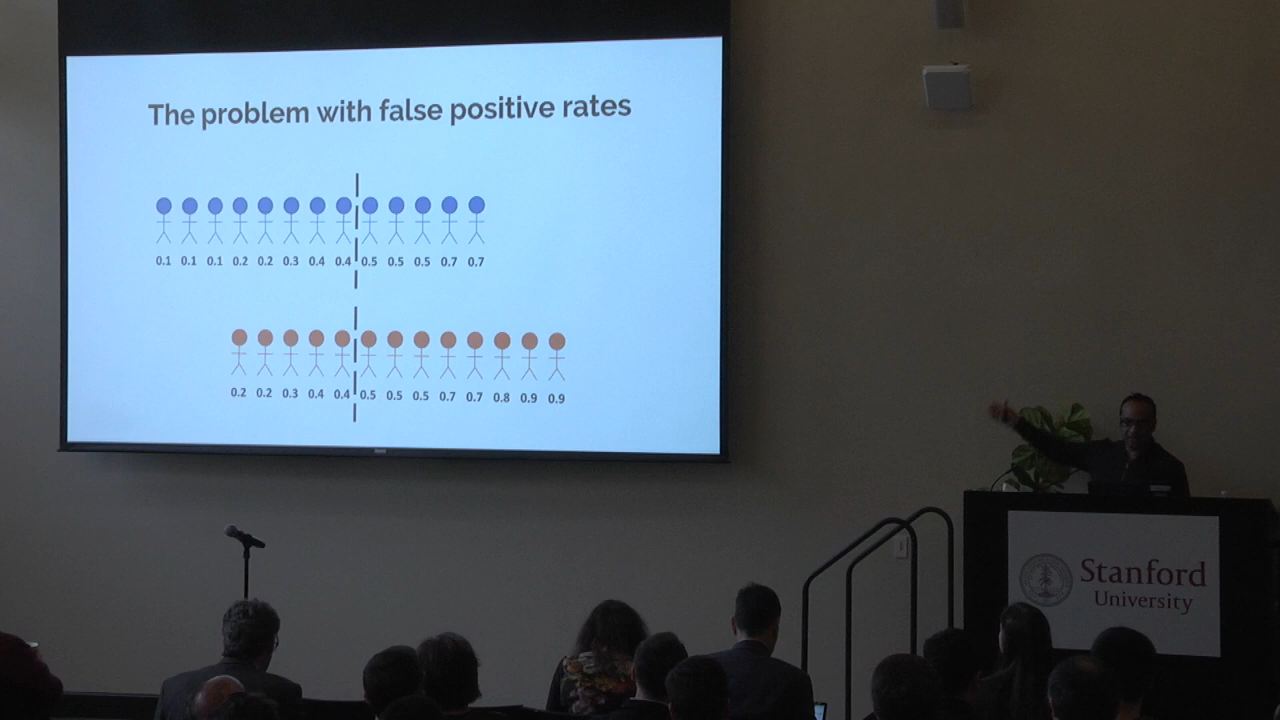 The problem with false positive rates
0.1 0.1 0.1 0.2 0.2 0.3 0.4 0.4 0.5 0.5 0.5 0.7 0.7
0.2 0.2 0.3 0.4 0.4 0.5 0.5 0.5 0.7 0.7 0.8 0.9 0.9
Stanford
University